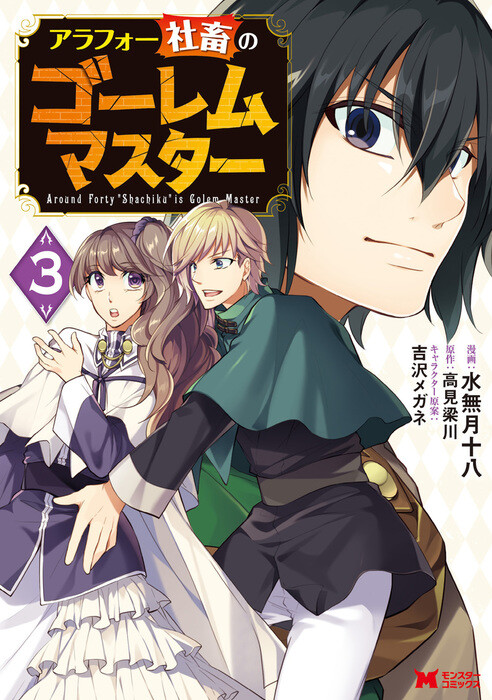 アラフォー社畜の
ゴーレム
マスター
Around Forty "Shachiku" is Golem Master
3
漫画:水無月十八
原作:高見梁川
キャラクター原案:
吉沢メガネ
M モンスター
コミックス